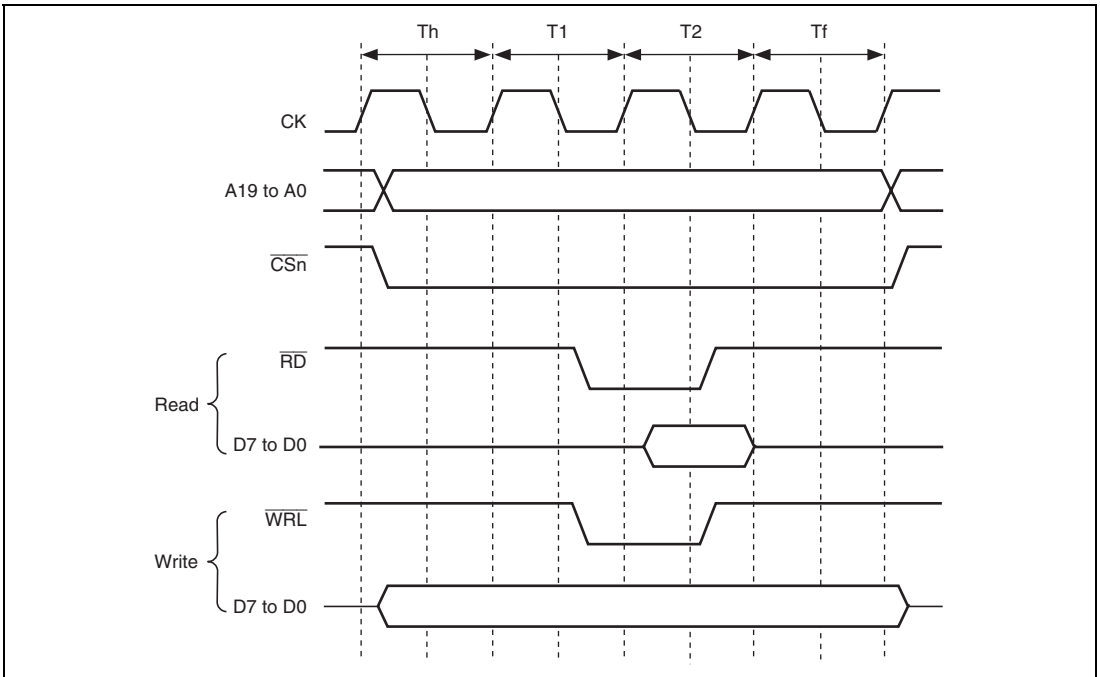 Th T1 T2 Tf
CK
A19 to A0
CSn
RD
Read
D7 to D0
WRL
Write
D7 to D0